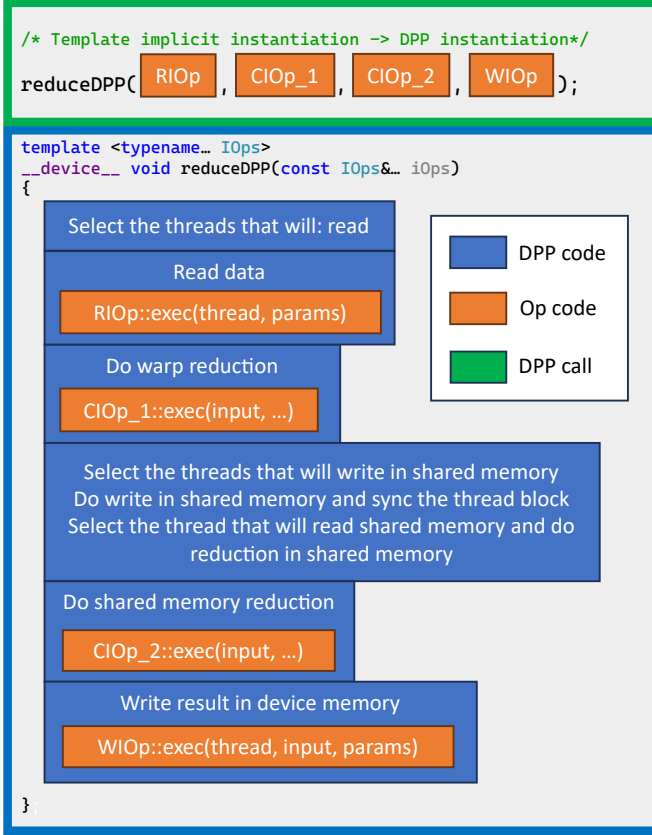 /* Template implicit instantiation -> DPP instantiation*/
reduceDPP( RIOp , CIOp_1 , CIOp_2 , WIOp );
template <typename… IOps>
__device__ void reduceDPP(const IOps&… iOps)
{
Select the threads that will: read
Read data
RIOp::exec(thread, params)
Do warp reduction
CIOp_1::exec(input, …)
Select the threads that will write in shared memory
Do write in shared memory and sync the thread block
Select the thread that will read shared memory and do
reduction in shared memory
Do shared memory reduction
CIOp_2::exec(input, …)
Write result in device memory
WIOp::exec(thread, input, params)
};
DPP code
Op code
DPP call